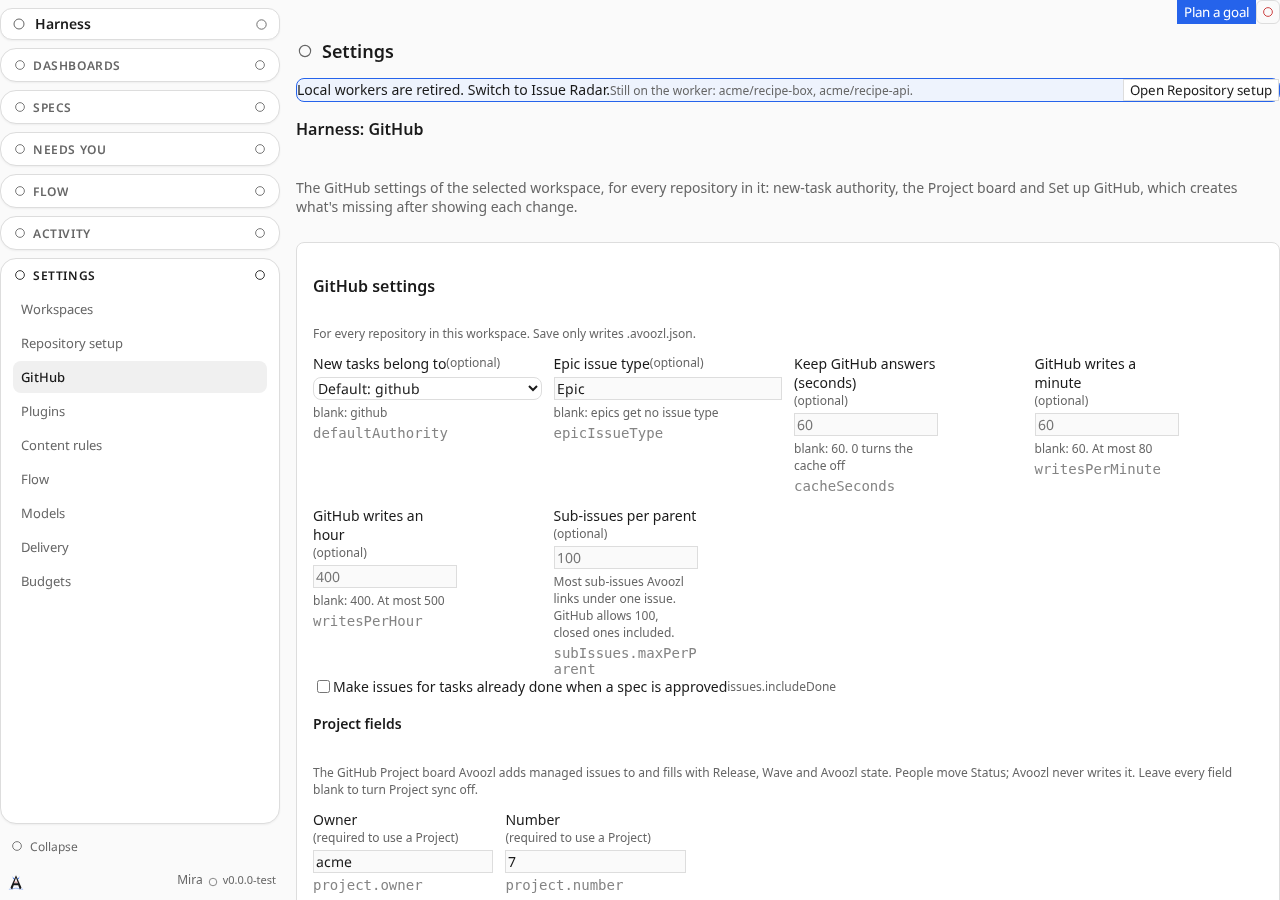 Plan a goal
Harness
DASHBOARDS
SPECS
NEEDS YOU
FLOW
ACTIVITY
SETTINGS
Workspaces
Repository setup
GitHub
Plugins
Content rules
Flow
Models
Delivery
Budgets
Collapse
Mira v0.0.0-test
Settings
Local workers are retired. Switch to Issue Radar.Still on the worker: acme/recipe-box, acme/recipe-api.
Open Repository setup
Harness: GitHub
The GitHub settings of the selected workspace, for every repository in it: new-task authority, the Project board and Set up GitHub, which creates
what's missing after showing each change.
GitHub settings
For every repository in this workspace. Save only writes .avoozl.json.
New tasks belong to(optional)
Default: github
blank: github
defaultAuthority
Epic issue type(optional)
Epic
blank: epics get no issue type
epicIssueType
Keep GitHub answers
(seconds)
(optional)
60
blank: 60. 0 turns the
cache off
cacheSeconds
GitHub writes a
minute
(optional)
60
blank: 60. At most 80
writesPerMinute
GitHub writes an
hour
(optional)
400
blank: 400. At most 500
writesPerHour
Sub-issues per parent
(optional)
100
Most sub-issues Avoozl
links under one issue.
GitHub allows 100,
closed ones included.
subIssues.maxPerP
arent
Make issues for tasks already done when a spec is approvedissues.includeDone
Project fields
The GitHub Project board Avoozl adds managed issues to and fills with Release, Wave and Avoozl state. People move Status; Avoozl never writes it. Leave every field
blank to turn Project sync off.
Owner
(required to use a Project)
acme
project.owner
Number
(required to use a Project)
7
project.number